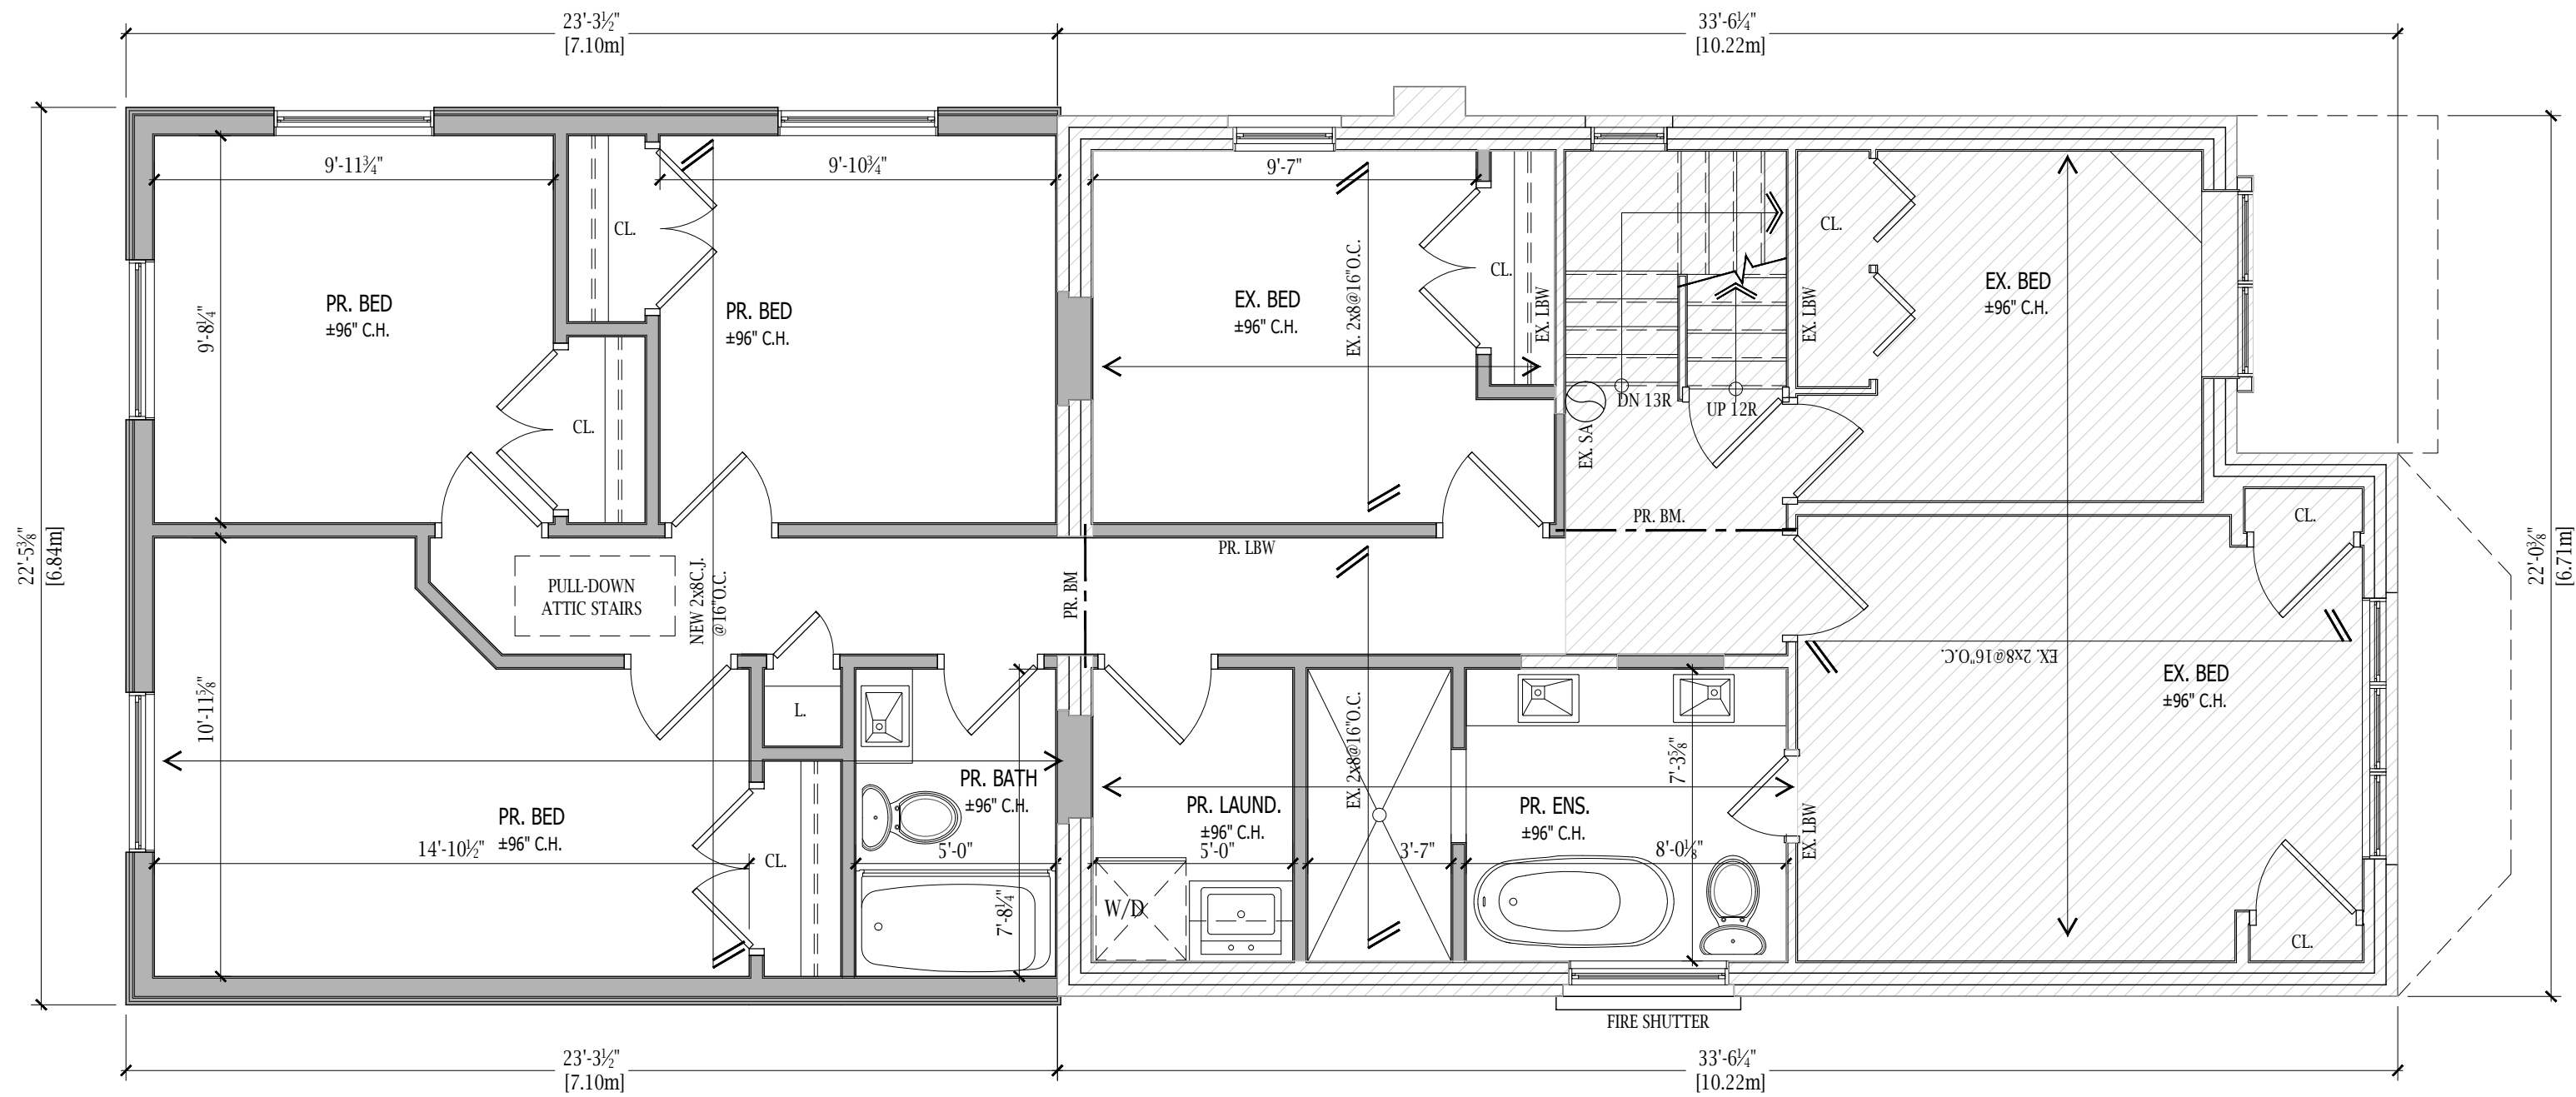 23'-3½"
[7.10m]
33'-6¼"
[10.22m]
9'-11¾"
9'-10¾"
9'-7"
CL.
CL.
CL.
PR. BED
±96" C.H.
PR. BED
±96" C.H.
EX. BED
±96" C.H.
EX. BED
±96" C.H.
9'-8¼"
EX. 2x8@16"O.C.
EX. LBW
EX. LBW
CL.
DN 13R
UP 12R
EX. SA
22'-5⅜"
[6.84m]
22'-0⅜"
[6.71m]
PR. BM.
CL.
PR. LBW
PULL-DOWN
ATTIC STAIRS
NEW 2x8C.J.
@16"O.C.
PR. BM
EX. 2x8@16"O.C.
EX. BED
±96" C.H.
10'-11⅝"
L.
EX. 2x8@16"O.C.
7'-3⅝"
PR. BATH
±96" C.H.
PR. BED
±96" C.H.
PR. LAUND.
±96" C.H.
PR. ENS.
±96" C.H.
EX. LBW
14'-10½"
CL.
5'-0"
5'-0"
3'-7"
8'-0⅛"
7'-8¼"
W/D
CL.
FIRE SHUTTER
23'-3½"
[7.10m]
33'-6¼"
[10.22m]